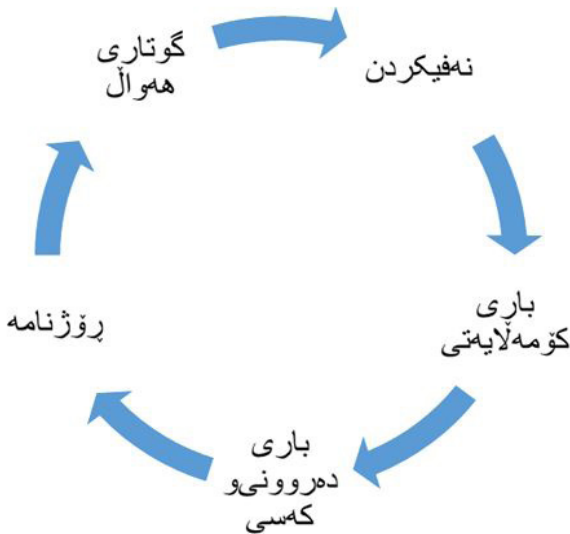 گوتاری
هەواڵ
نەفیکردن
باری
کۆمەڵایەتی
باری
دەروونیو
کەسی
ڕۆژنامە